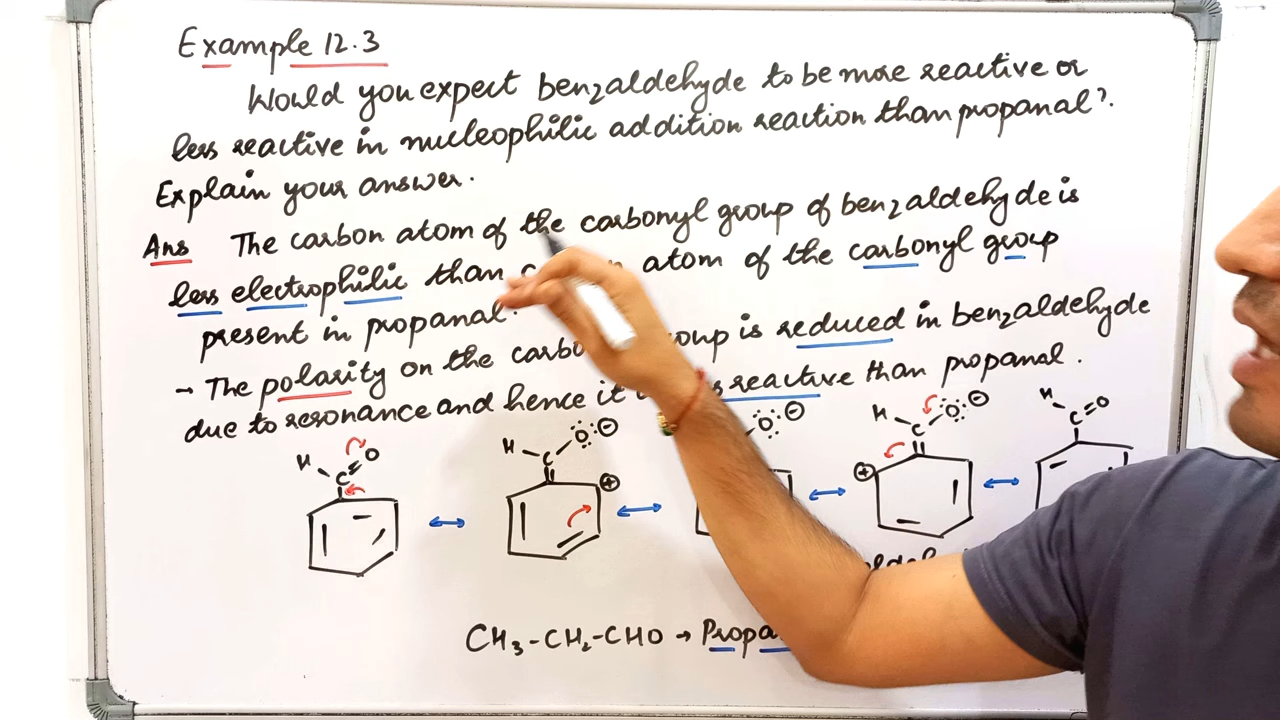 Example 12.3
Would you expect benzaldehyde to be more reactive or
less reactive in nucleophilic addition reaction than propanal?.
Explain your answer.
Ans The carbon atom of the carbonyl group of benzaldehyde is
less electrophilic than atom of the carbonyl group
present in propanal.
→ The polarity on the is reduced in benzaldehyde
due to resonance and hence it reactive than propanal.
H C O
H-C O ⊖
⊕
O ⊖
H C O ⊖
⊕
H C=O
CH3-CH2-CHO → Propa